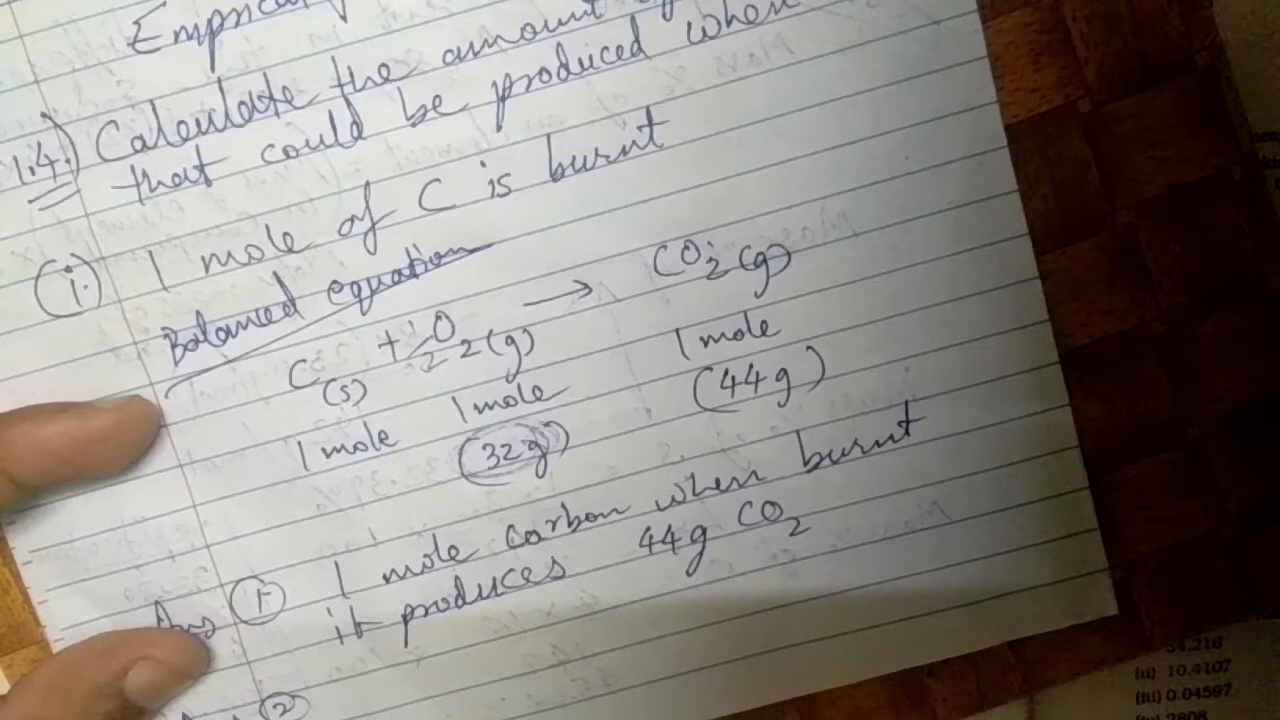 Empirical
1.4.) Calculate the amount
that could be produced when
(i.) 1 mole of C is burnt
Balanced equation
C(s) + O2(g) → CO2(g)
1 mole 1 mole 1 mole
(32g) (44g)
Ans (1) 1 mole carbon when burnt
it produces 44g CO2
(2)
34.216
(ii) 10.4107
(iii) 0.04597
2808